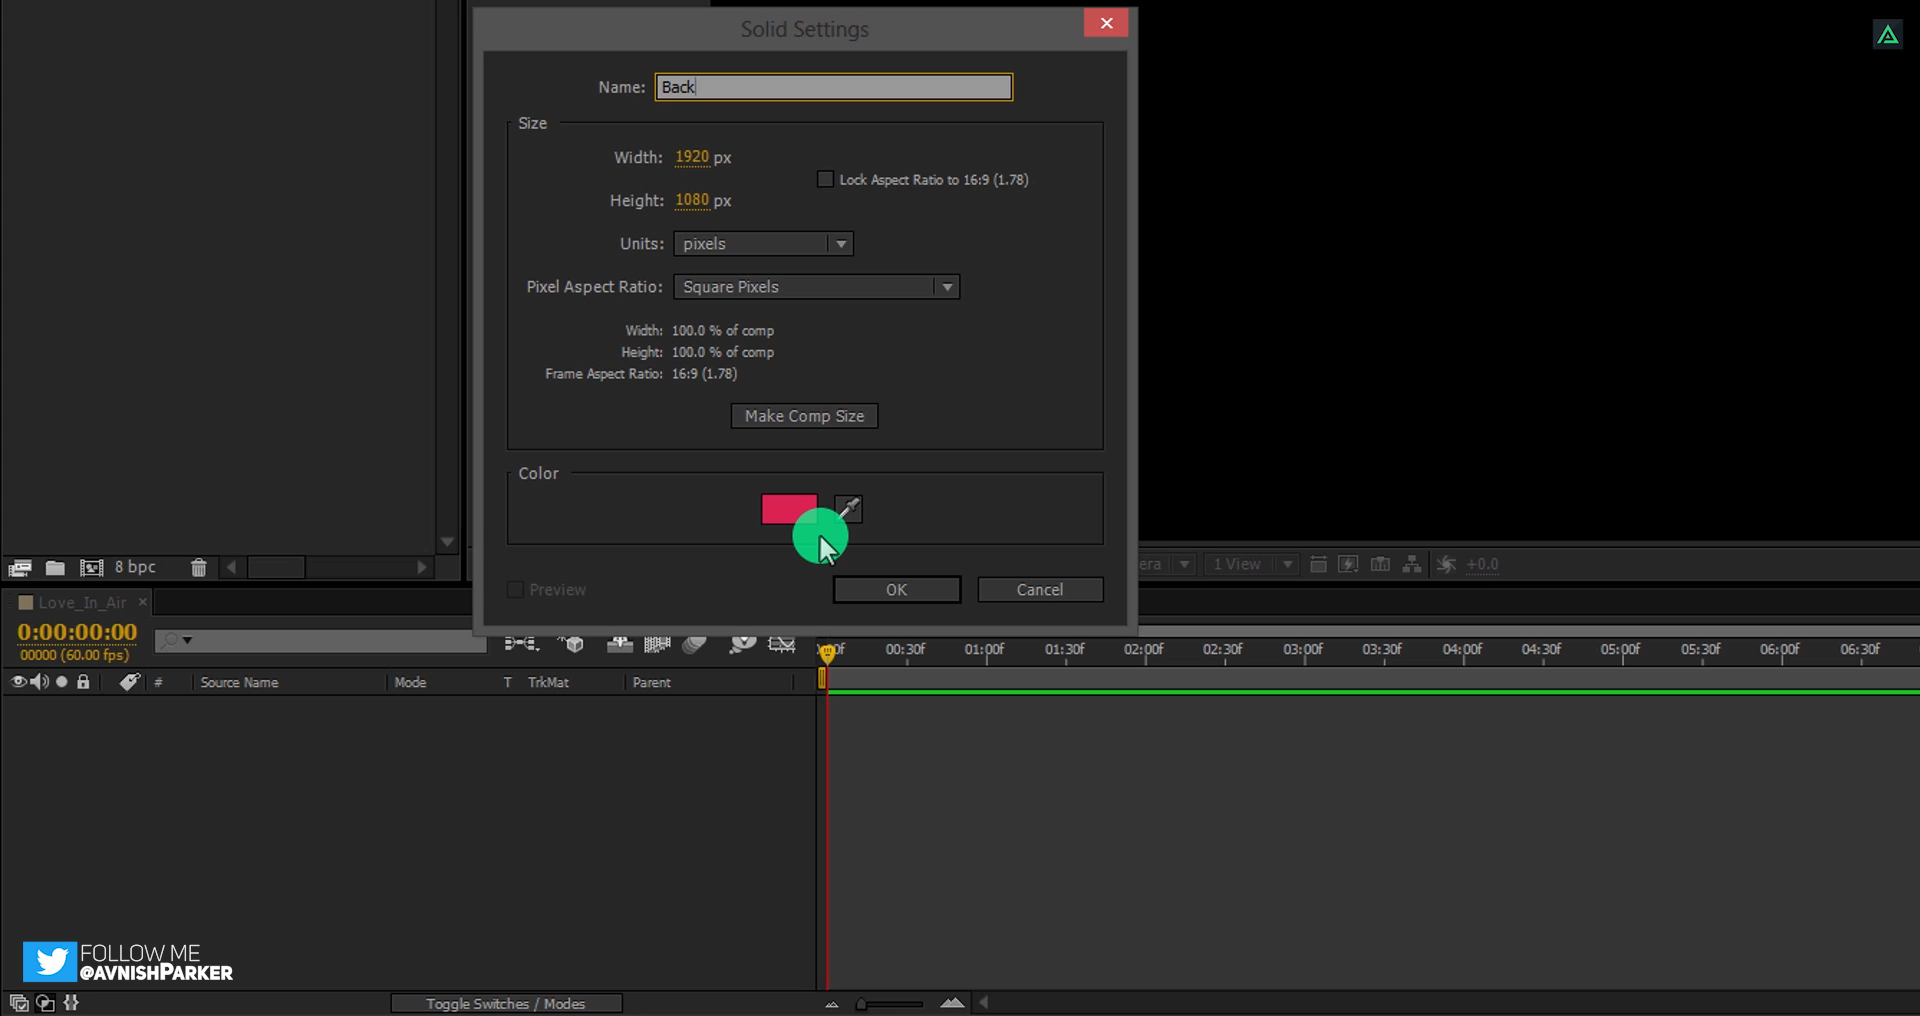 Solid Settings
Name: Back
Size
Width: 1920 px
Lock Aspect Ratio to 16:9 (1.78)
Height: 1080 px
Units: pixels
Pixel Aspect Ratio: Square Pixels
Width: 100.0 % of comp
Height: 100.0 % of comp
Frame Aspect Ratio: 16:9 (1.78)
Make Comp Size
Color
Preview
OK
Cancel
8 bpc
era
1 View
+0.0
Love_In_Air
0:00:00:00
00000 (60.00 fps)
00:30f 01:00f 01:30f 02:00f 02:30f 03:00f 03:30f 04:00f 04:30f 05:00f 05:30f 06:00f 06:30f
# Source Name Mode T TrkMat Parent
FOLLOW ME
@AVNISHPARKER
Toggle Switches / Modes